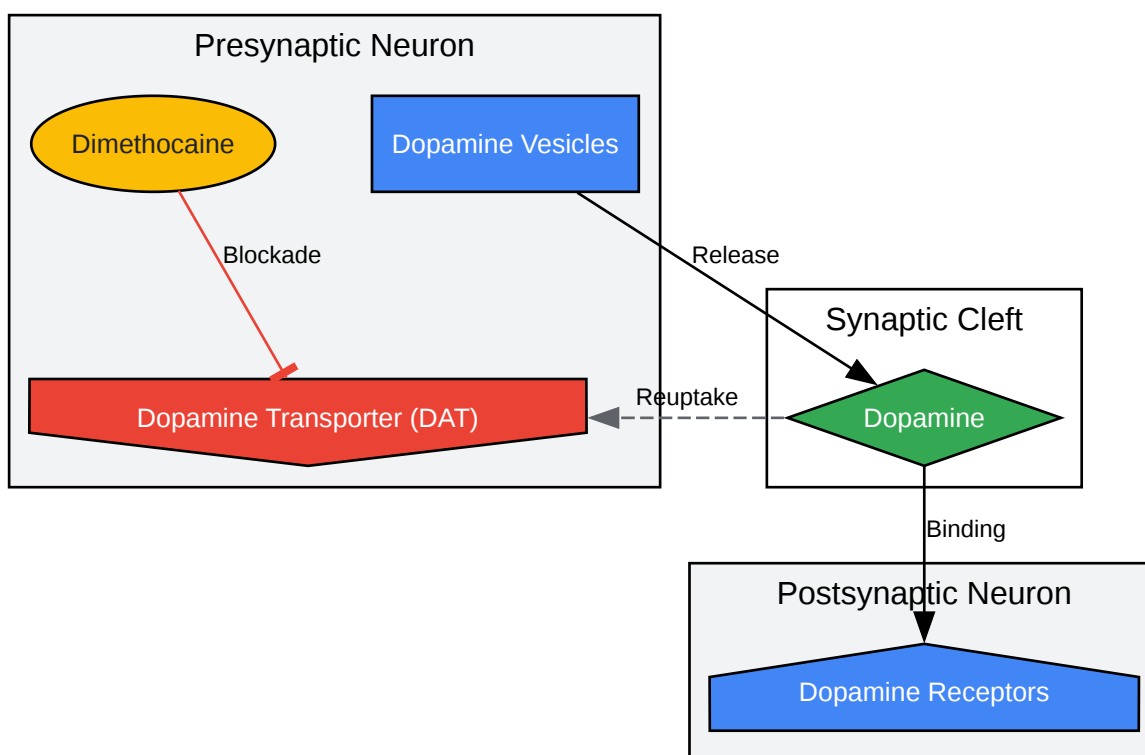 Presynaptic Neuron
Dimethocaine
Dopamine Vesicles
Blockade
Release
Synaptic Cleft
Dopamine Transporter (DAT)
Reuptake
Dopamine
Binding
Postsynaptic Neuron
Dopamine Receptors